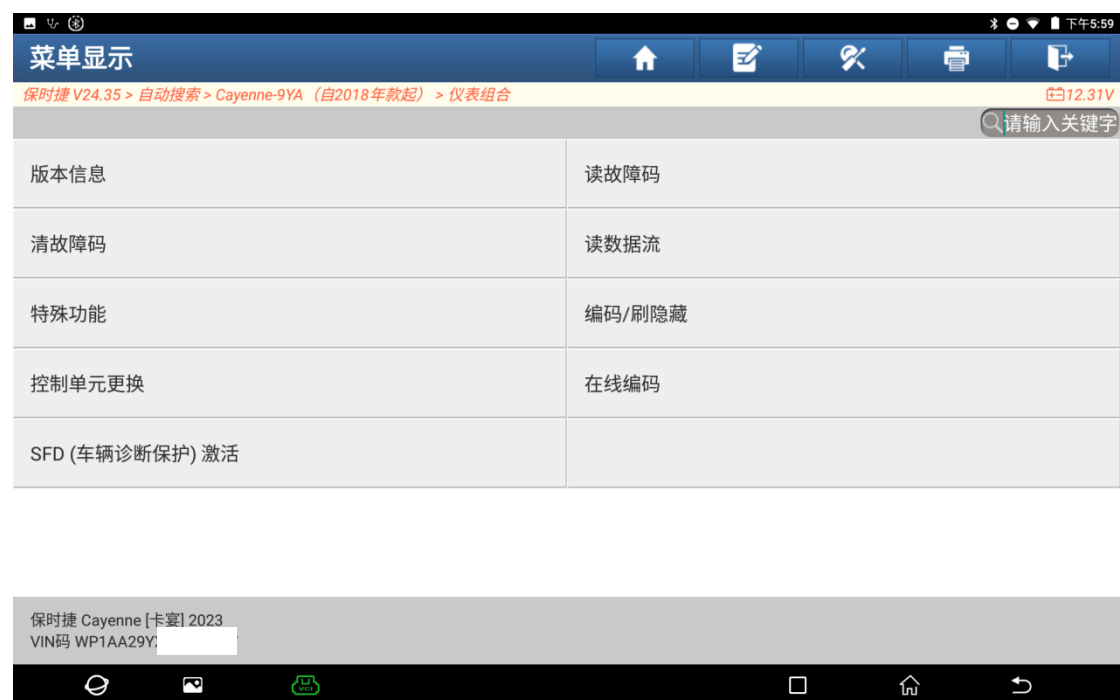 下午5:59
菜单显示
保时捷 V24.35 > 自动搜索 > Cayenne-9YA（自2018年款起） > 仪表组合
12.31V
请输入关键字
版本信息
读故障码
清故障码
读数据流
特殊功能
编码/刷隐藏
控制单元更换
在线编码
SFD (车辆诊断保护) 激活
保时捷 Cayenne [卡宴] 2023
VIN码 WP1AA29Y
VCI